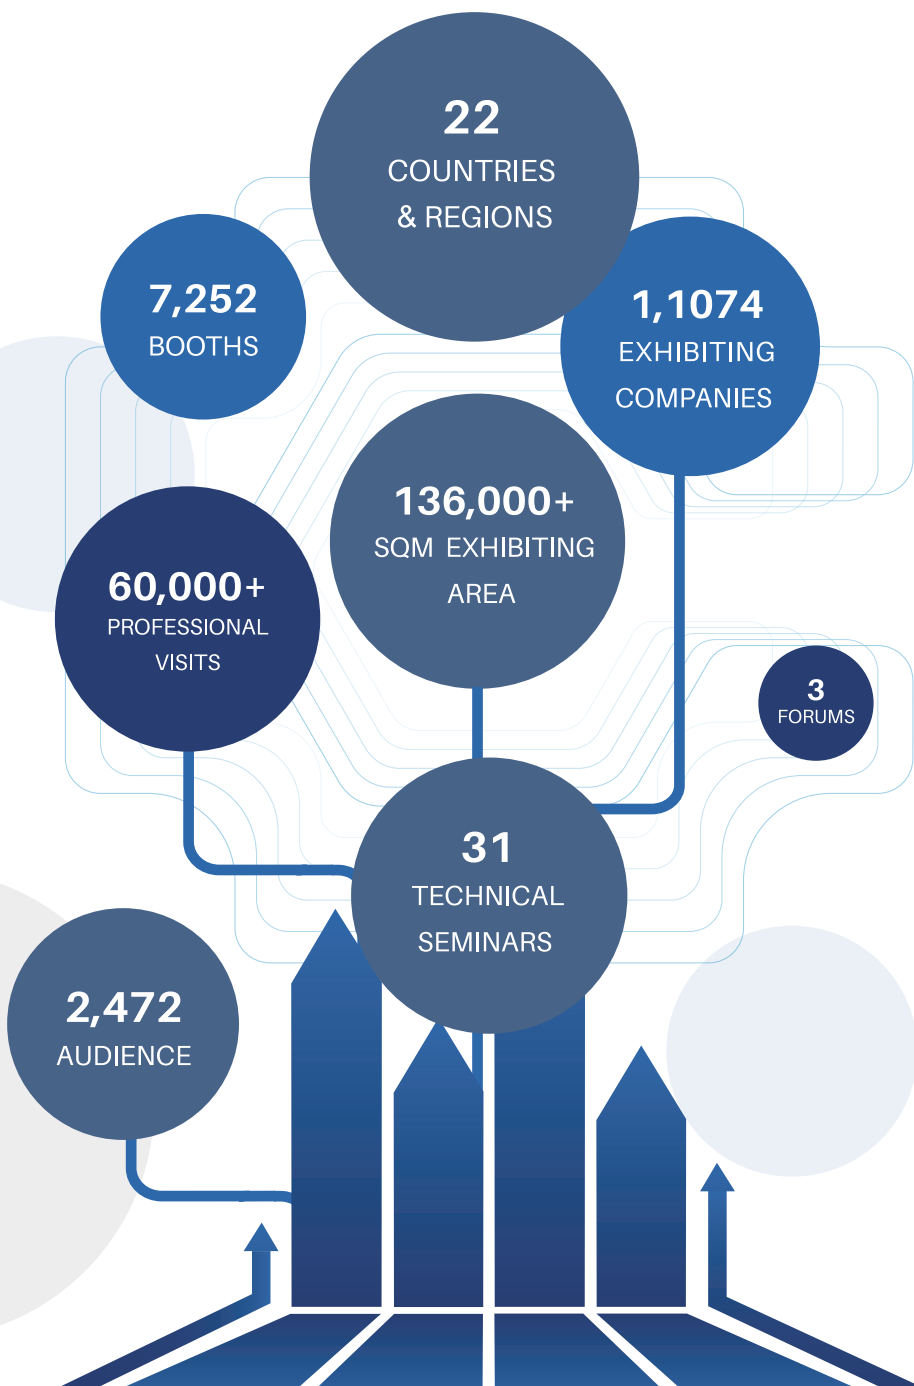 22
COUNTRIES
& REGIONS
7,252
BOOTHS
1,1074
EXHIBITING
COMPANIES
136,000+
SQM EXHIBITING
AREA
60,000+
PROFESSIONAL
VISITS
3
FORUMS
31
TECHNICAL
SEMINARS
2,472
AUDIENCE